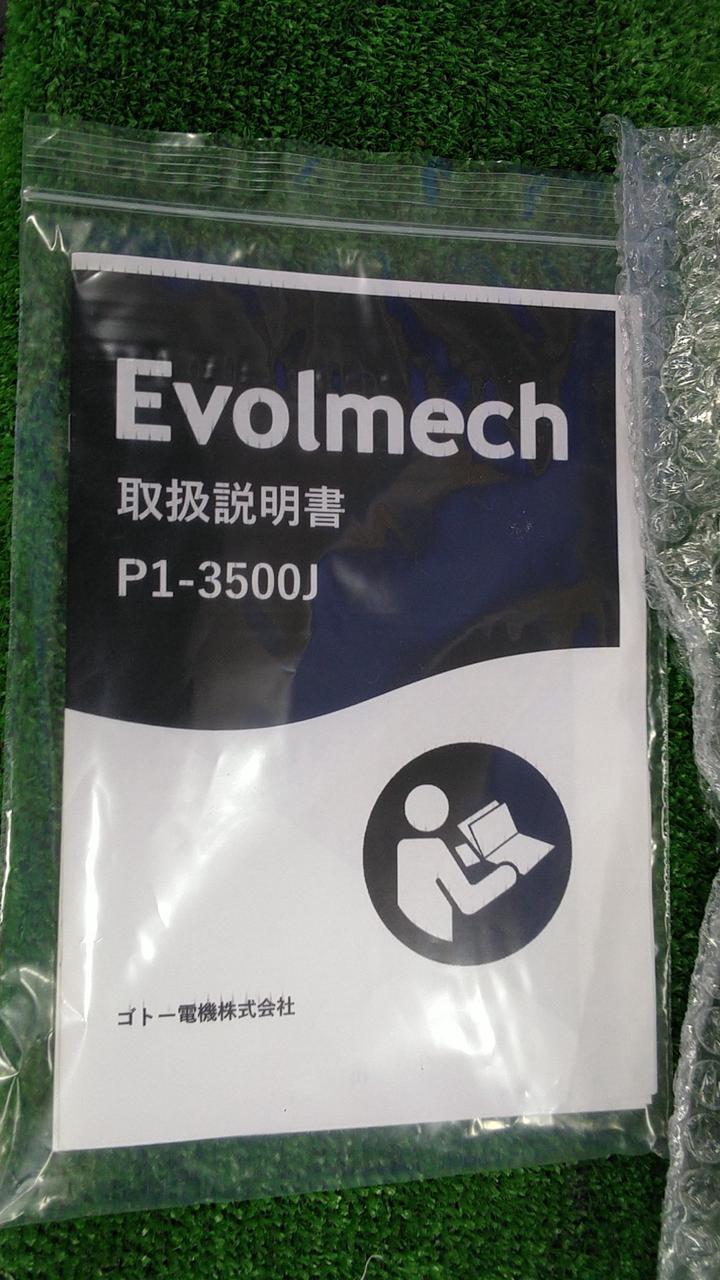 Evolmech
取扱説明書
P1-3500J
ゴトー電機株式会社